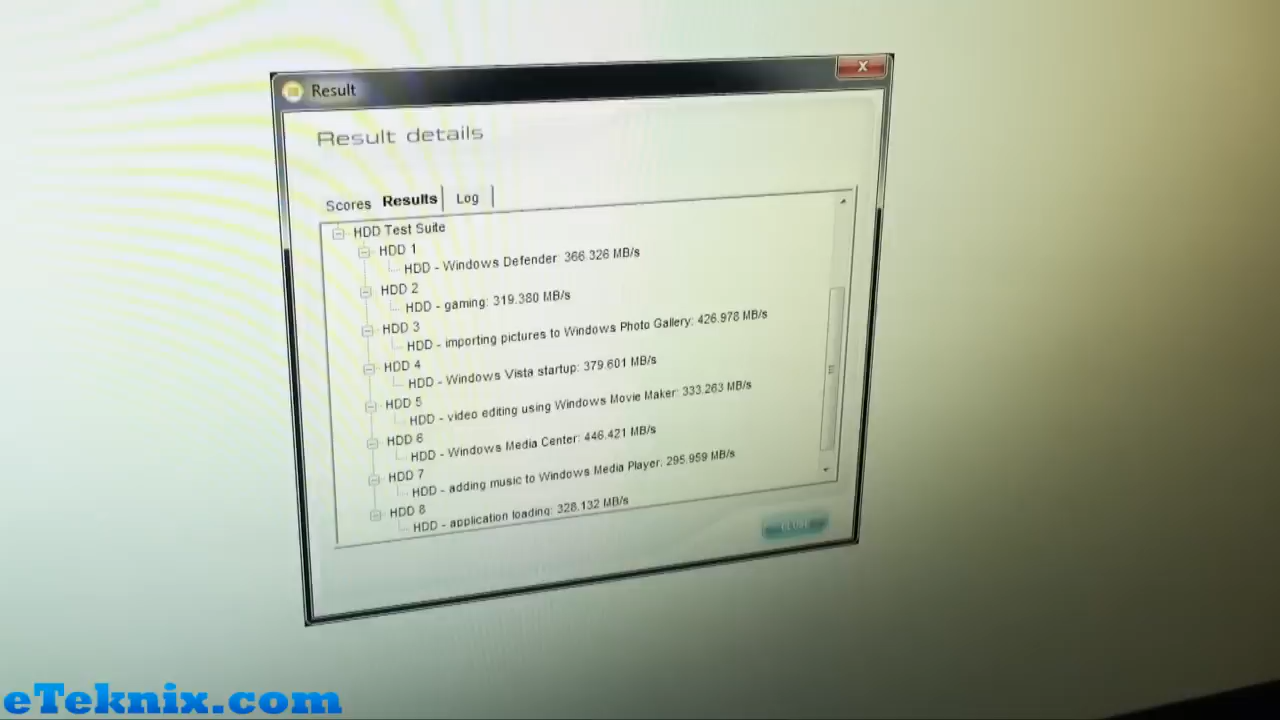 Result
Result details
Scores Results Log
HDD Test Suite
HDD 1
HDD - Windows Defender: 366.326 MB/s
HDD 2
HDD - gaming: 319.380 MB/s
HDD 3
HDD - importing pictures to Windows Photo Gallery: 426.978 MB/s
HDD 4
HDD - Windows Vista startup: 379.601 MB/s
HDD 5
HDD - video editing using Windows Movie Maker: 333.263 MB/s
HDD 6
HDD - Windows Media Center: 446.421 MB/s
HDD 7
HDD - adding music to Windows Media Player: 295.959 MB/s
HDD 8
HDD - application loading: 328.132 MB/s
CLOSE
eTeknix.com